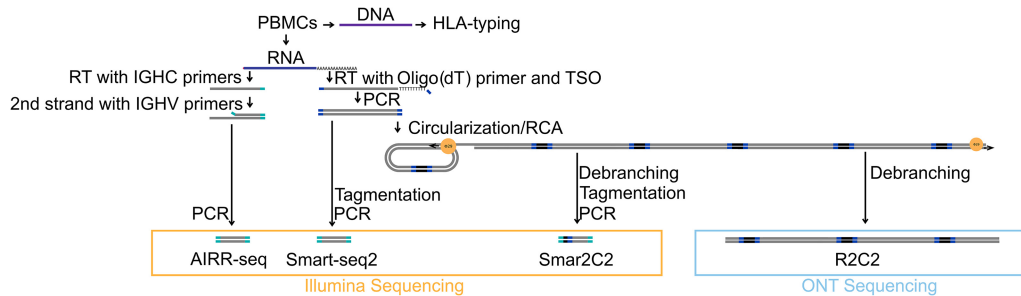 PBMCs
DNA
HLA-typing
RNA
RT with IGHC primers
RT with Oligo(dT) primer and TSO
2nd strand with IGHV primers
PCR
Circularization/RCA
Debranching
Tagmentation
PCR
Debranching
Tagmentation
PCR
PCR
AIRR-seq
Smart-seq2
Smar2C2
R2C2
Illumina Sequencing
ONT Sequencing